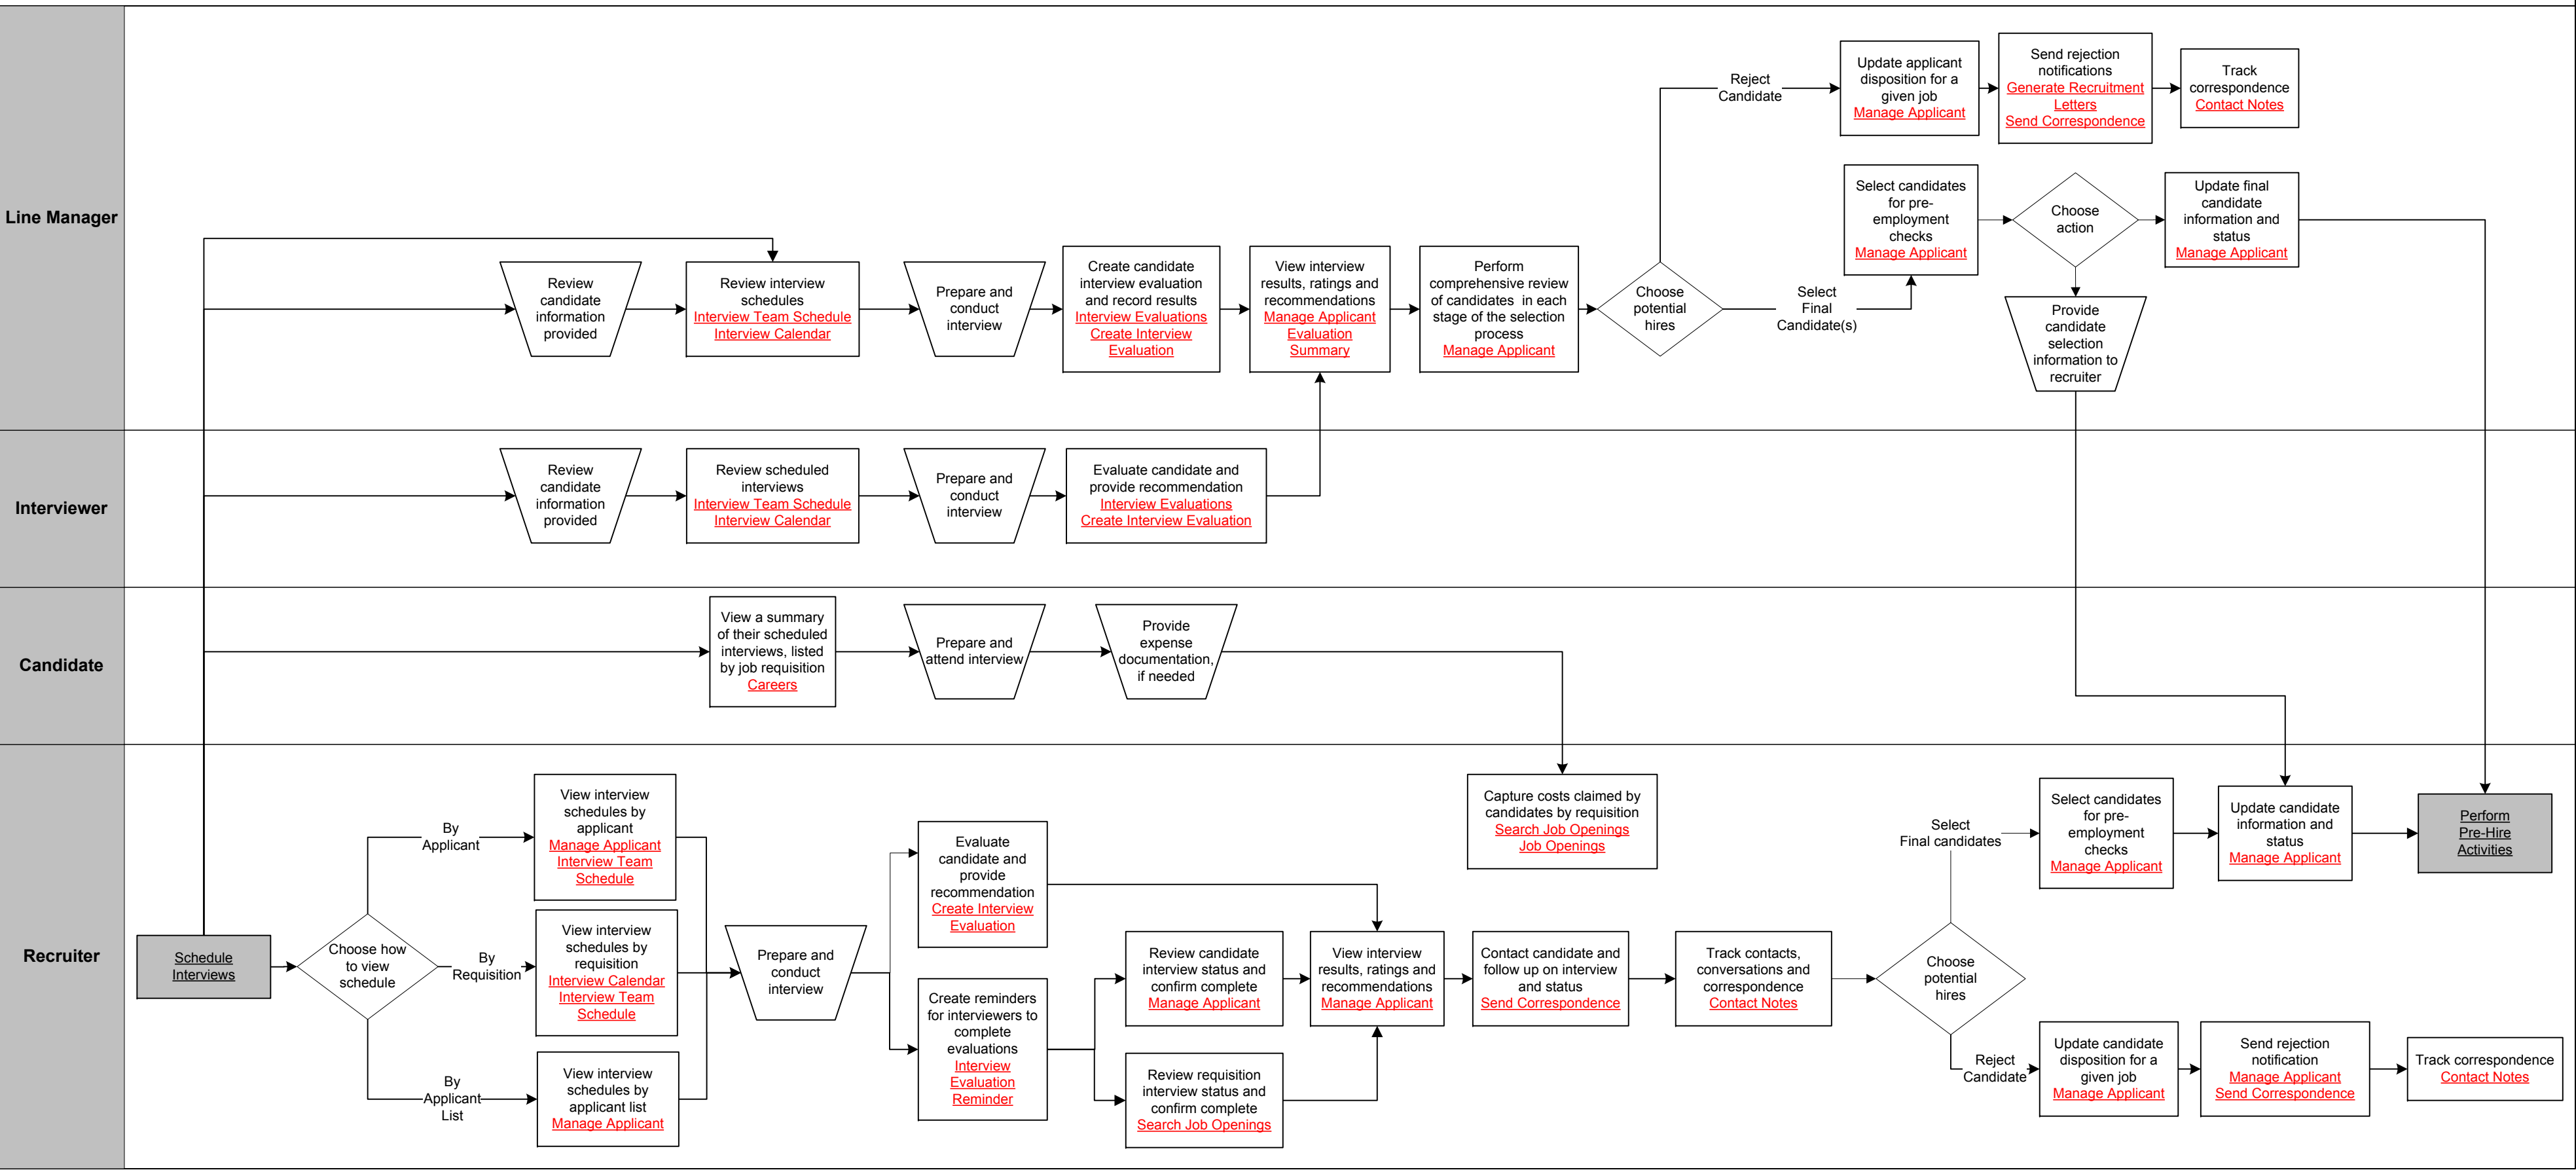 Line Manager
Reject
Candidate
Update applicant
disposition for a
given job
Manage Applicant
Send rejection
notifications
Generate Recruitment
Letters
Send Correspondence
Track
correspondence
Contact Notes
Select candidates
for pre-
employment
checks
Manage Applicant
Choose
action
Update final
candidate
information and
status
Manage Applicant
Review
candidate
information
provided
Review interview
schedules
Interview Team Schedule
Interview Calendar
Prepare and
conduct
interview
Create candidate
interview evaluation
and record results
Interview Evaluations
Create Interview
Evaluation
View interview
results, ratings and
recommendations
Manage Applicant
Evaluation
Summary
Perform
comprehensive review
of candidates in each
stage of the selection
process
Manage Applicant
Choose
potential
hires
Select
Final
Candidate(s)
Provide
candidate
selection
information to
recruiter
Interviewer
Review
candidate
information
provided
Review scheduled
interviews
Interview Team Schedule
Interview Calendar
Prepare and
conduct
interview
Evaluate candidate and
provide recommendation
Interview Evaluations
Create Interview Evaluation
Candidate
View a summary
of their scheduled
interviews, listed
by job requisition
Careers
Prepare and
attend interview
Provide
expense
documentation,
if needed
Recruiter
Schedule
Interviews
Choose how
to view
schedule
By
Applicant
By
Requisition
By
Applicant
List
View interview
schedules by
applicant
Manage Applicant
Interview Team
Schedule
View interview
schedules by
requisition
Interview Calendar
Interview Team
Schedule
View interview
schedules by
applicant list
Manage Applicant
Prepare and
conduct
interview
Evaluate
candidate and
provide
recommendation
Create Interview
Evaluation
Create reminders
for interviewers to
complete
evaluations
Interview
Evaluation
Reminder
Review candidate
interview status and
confirm complete
Manage Applicant
Review requisition
interview status and
confirm complete
Search Job Openings
View interview
results, ratings and
recommendations
Manage Applicant
Capture costs claimed by
candidates by requisition
Search Job Openings
Job Openings
Contact candidate and
follow up on interview
and status
Send Correspondence
Track contacts,
conversations and
correspondence
Contact Notes
Choose
potential
hires
Select
Final candidates
Select candidates
for pre-
employment
checks
Manage Applicant
Update candidate
information and
status
Manage Applicant
Perform
Pre-Hire
Activities
Reject
Candidate
Update candidate
disposition for a
given job
Manage Applicant
Send rejection
notification
Manage Applicant
Send Correspondence
Track correspondence
Contact Notes